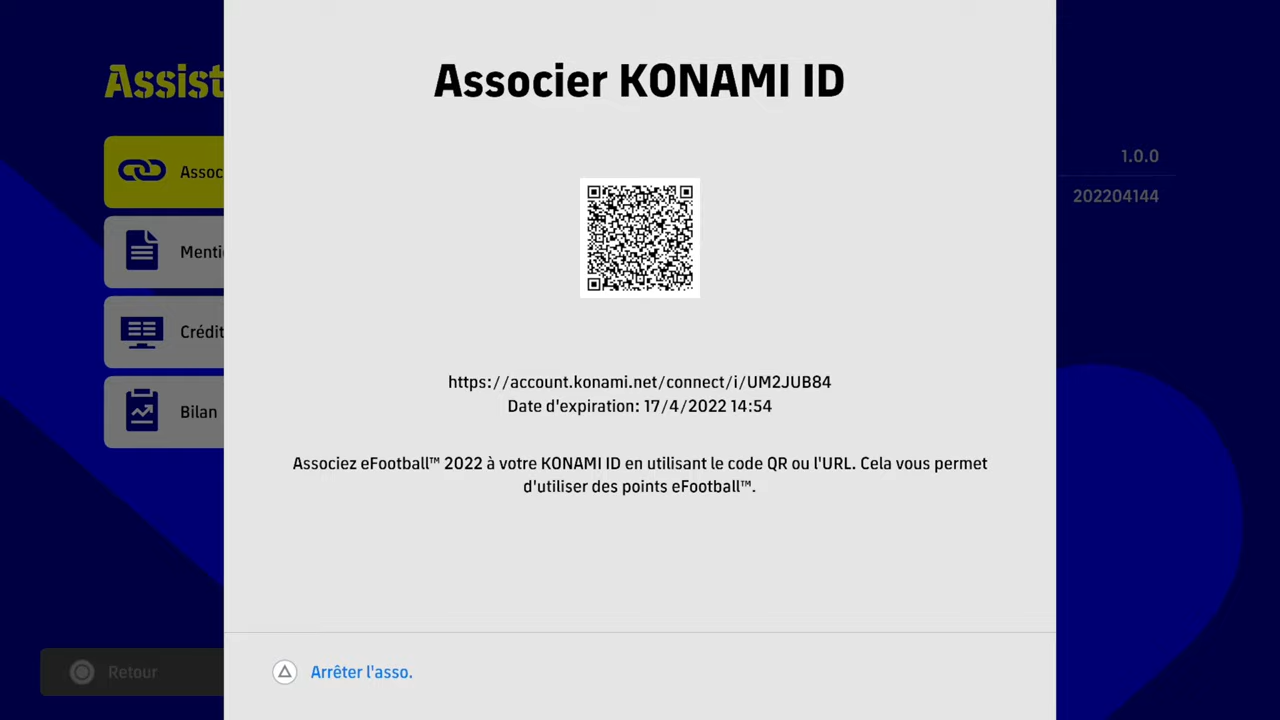 Associer KONAMI ID
Assist
Assoc
Menti
Crédit
Bilan
1.0.0
202204144
https://account.konami.net/connect/i/UM2JUB84
Date d'expiration: 17/4/2022 14:54
Associez eFootball™ 2022 à votre KONAMI ID en utilisant le code QR ou l'URL. Cela vous permet
d'utiliser des points eFootball™.
Retour
Arrêter l'asso.